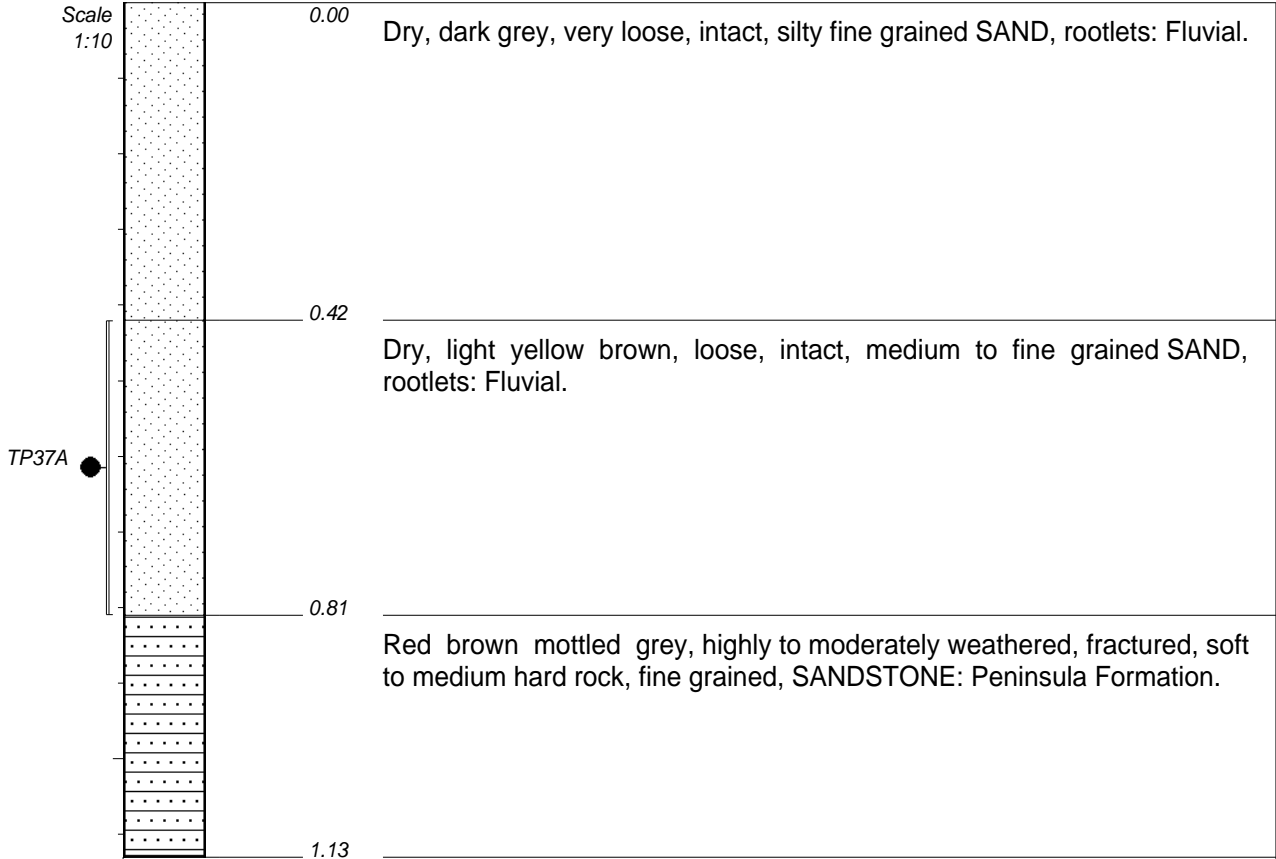 Scale
1:10
0.00
Dry, dark grey, very loose, intact, silty fine grained SAND, rootlets: Fluvial.
0.42
Dry, light yellow brown, loose, intact, medium to fine grained SAND,
rootlets: Fluvial.
TP37A
0.81
Red brown mottled grey, highly to moderately weathered, fractured, soft
to medium hard rock, fine grained, SANDSTONE: Peninsula Formation.
1.13